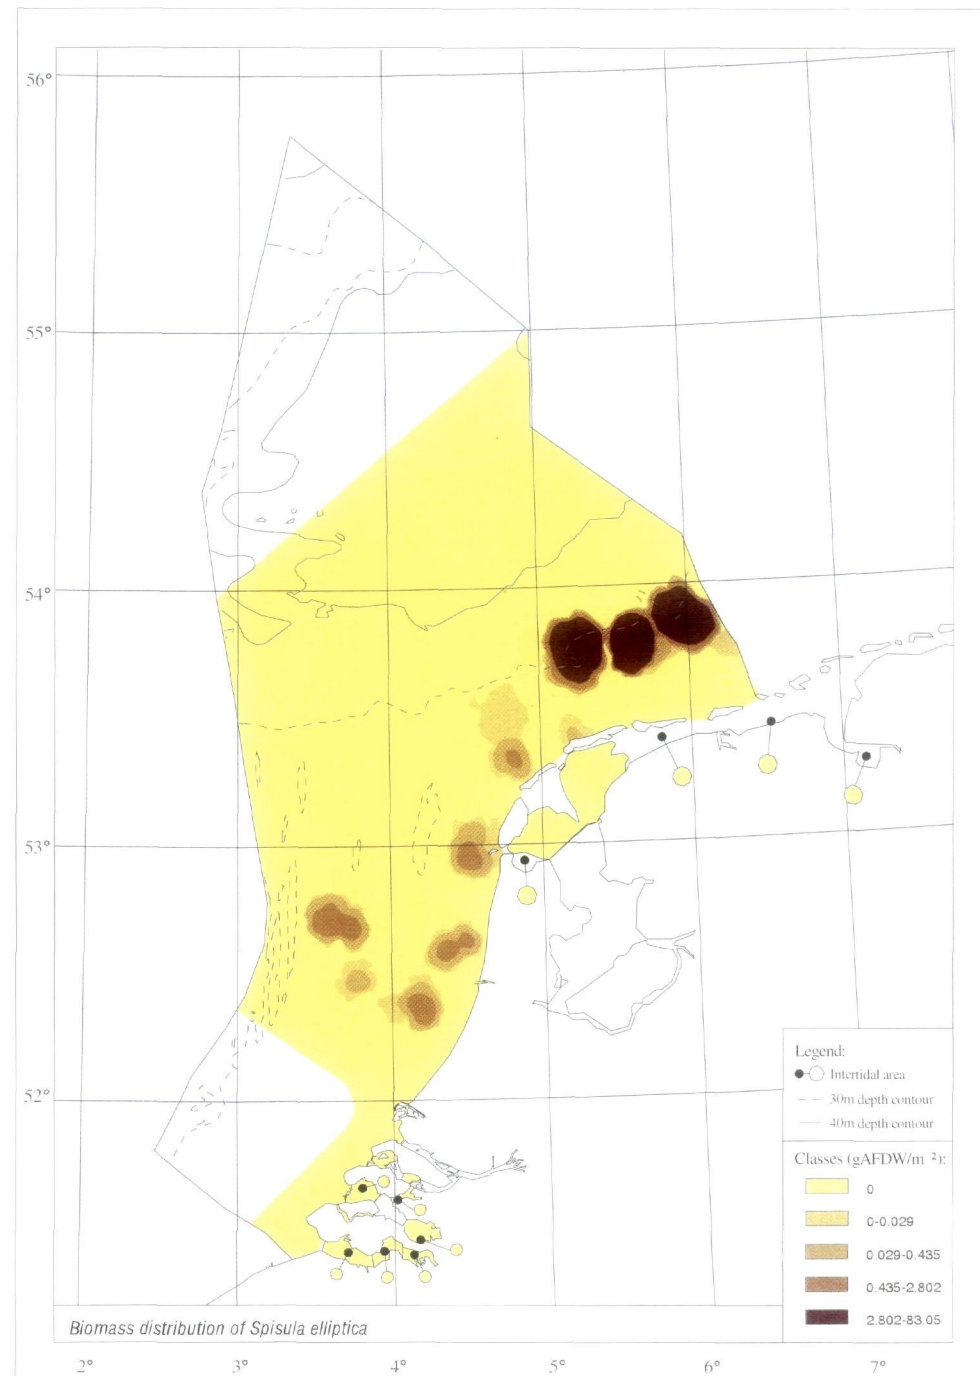 56°
55°
54°
53°
52°
Legend:
Intertidal area
30m depth contour
40m depth contour
Classes (gAFDW/m ²):
0
0-0.029
0.029-0.435
0.435-2.802
2.802-83.05
Biomass distribution of Spisula elliptica
2° 3° 4° 5° 6° 7°